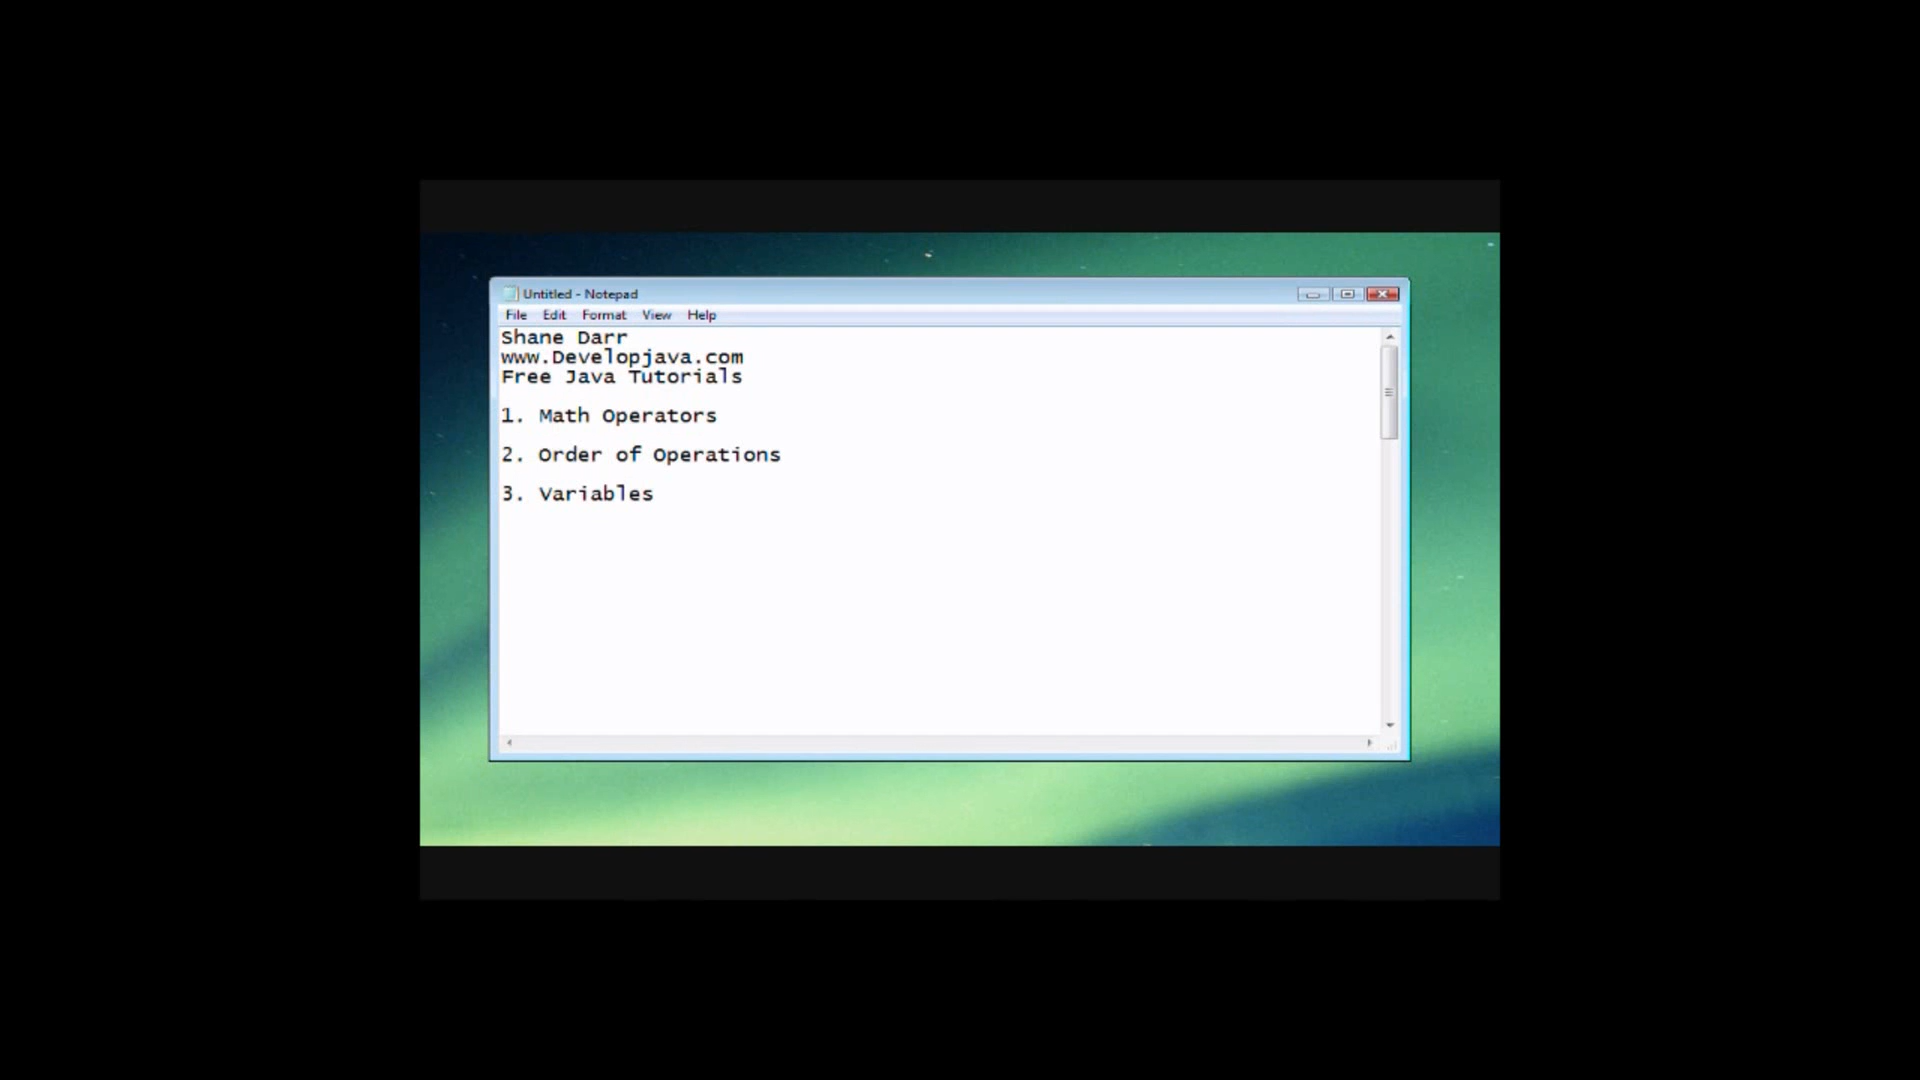 Untitled - Notepad
File Edit Format View Help
Shane Darr
www.Developjava.com
Free Java Tutorials
1. Math Operators
2. Order of Operations
3. Variables